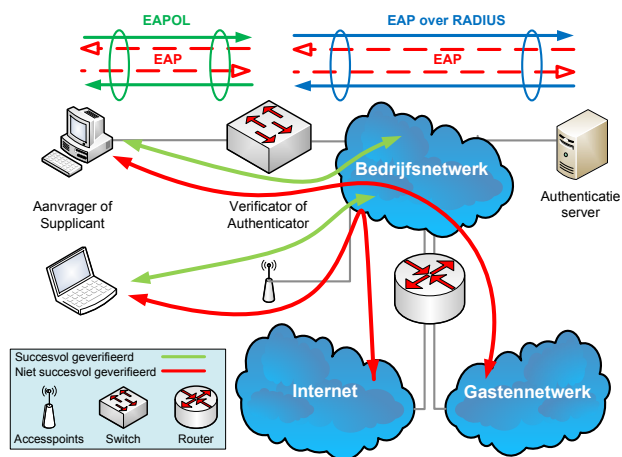 EAPOL
EAP over RADIUS
EAP
EAP
Bedrijfsnetwerk
Aanvrager of
Supplicant
Verificator of
Authenticator
Authenticatie
server
Succesvol geverifieerd
Niet succesvol geverifieerd
Accesspoints
Switch
Router
Internet
Gastennetwerk